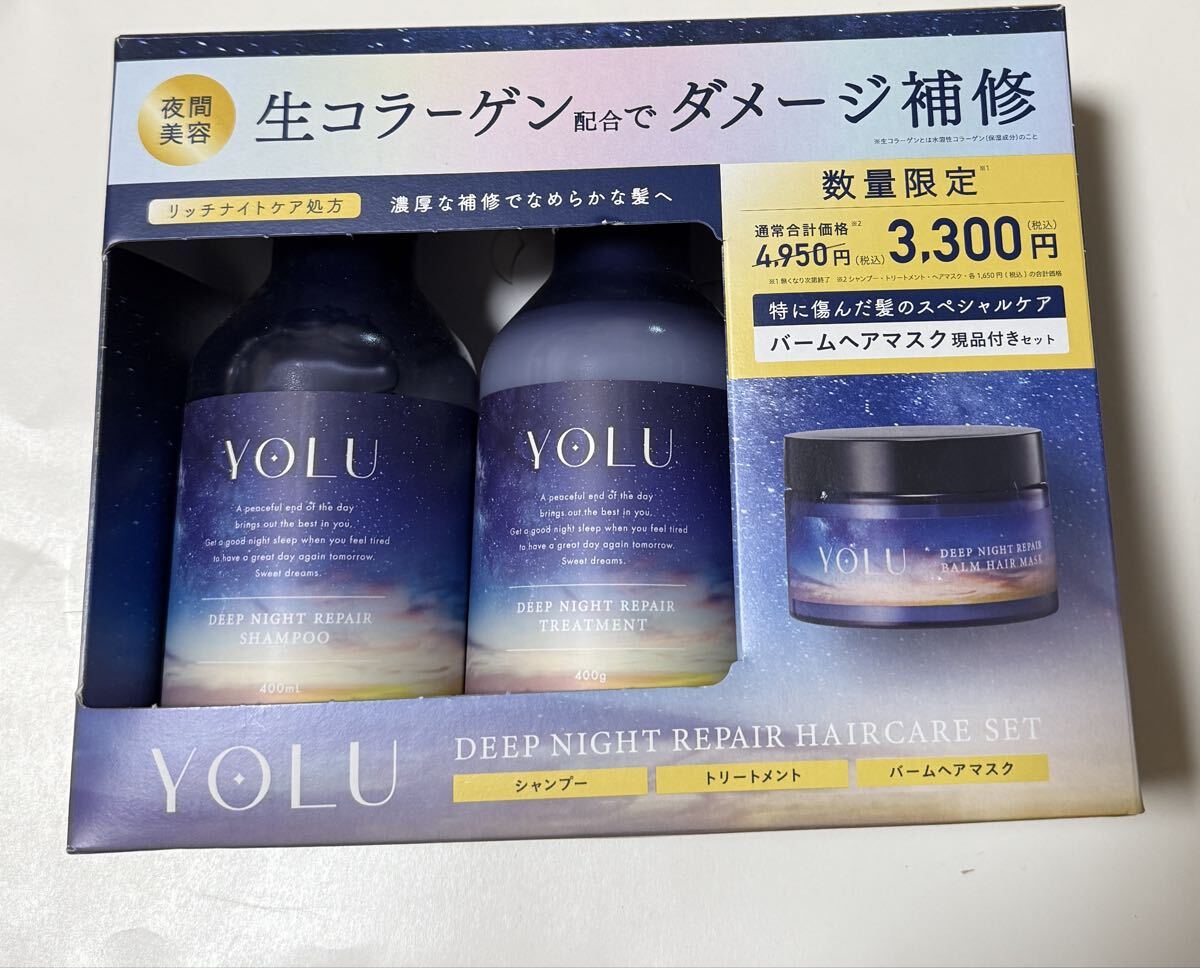 夜間
美容
生コラーゲン配合でダメージ補修
※生コラーゲンとは水溶性コラーゲン(保湿成分)のこと
リッチナイトケア処方
濃厚な補修でなめらかな髪へ
数量限定※1
通常合計価格※2
4,950円(税込)3,300円(税込)
※1 無くなり次第終了 ※2 シャンプー・トリートメント・ヘアマスク・各1,650円(税込)の合計価格
特に傷んだ髪のスペシャルケア
バームヘアマスク現品付きセット
YOLU
A peaceful end of the day
brings out the best in you.
Get a good night sleep when you feel tired
to have a great day again tomorrow.
Sweet dreams.
DEEP NIGHT REPAIR
SHAMPOO
400mL
YOLU
A peaceful end of the day
brings out the best in you.
Get a good night sleep when you feel tired
to have a great day again tomorrow.
Sweet dreams.
DEEP NIGHT REPAIR
TREATMENT
400g
YOLU
DEEP NIGHT REPAIR
BALM HAIR MASK
YOLU
DEEP NIGHT REPAIR HAIRCARE SET
シャンプー
トリートメント
バームヘアマスク